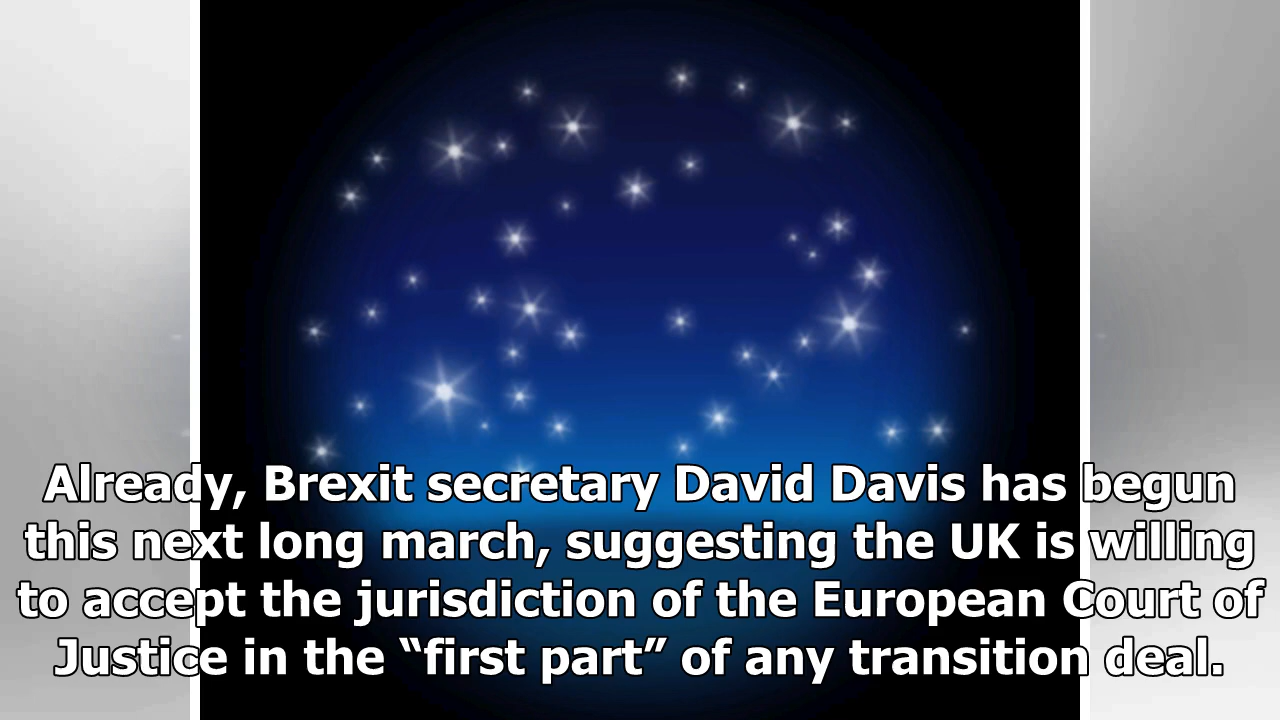 Already, Brexit secretary David Davis has begun
this next long march, suggesting the UK is willing
to accept the jurisdiction of the European Court of
Justice in the “first part” of any transition deal.